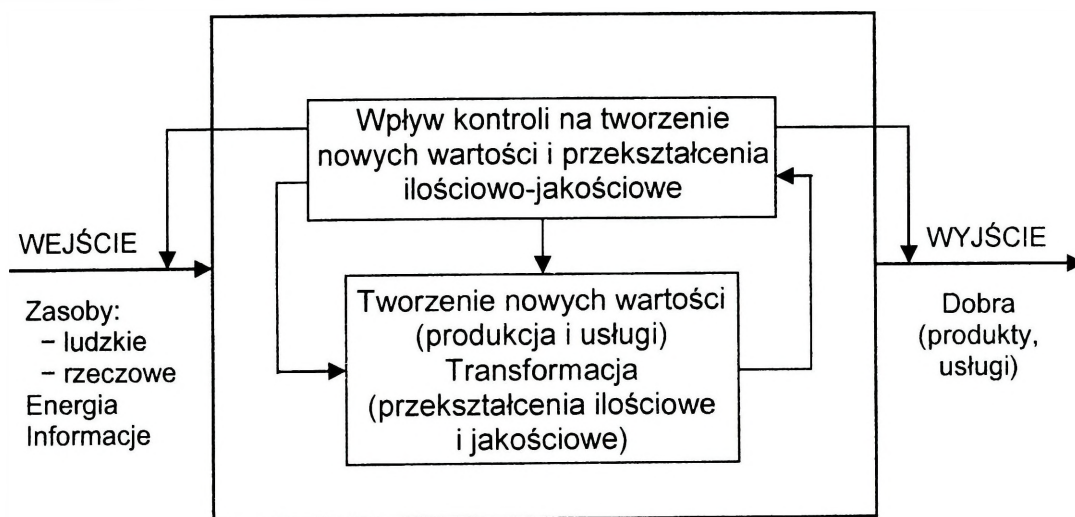 Wpływ kontroli na tworzenie
nowych wartości i przekształcenia
ilościowo-jakościowe
WEJŚCIE
Zasoby:
– ludzkie
– rzeczowe
Energia
Informacje
Tworzenie nowych wartości
(produkcja i usługi)
Transformacja
(przekształcenia ilościowe
i jakościowe)
WYJŚCIE
Dobra
(produkty,
usługi)